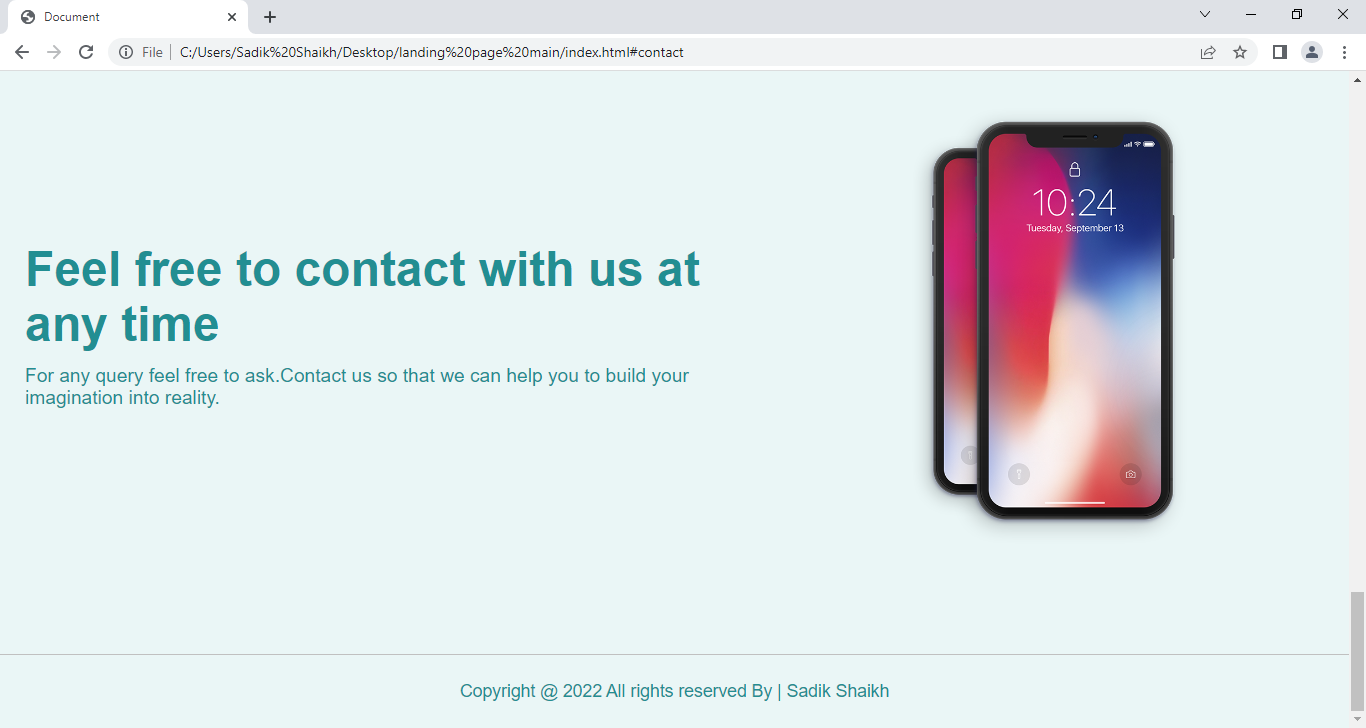 Document
File
C:/Users/Sadik%20Shaikh/Desktop/landing%20page%20main/index.html#contact
10:24
Tuesday, September 13
Feel free to contact with us at
any time
For any query feel free to ask.Contact us so that we can help you to build your
imagination into reality.
Copyright @ 2022 All rights reserved By | Sadik Shaikh